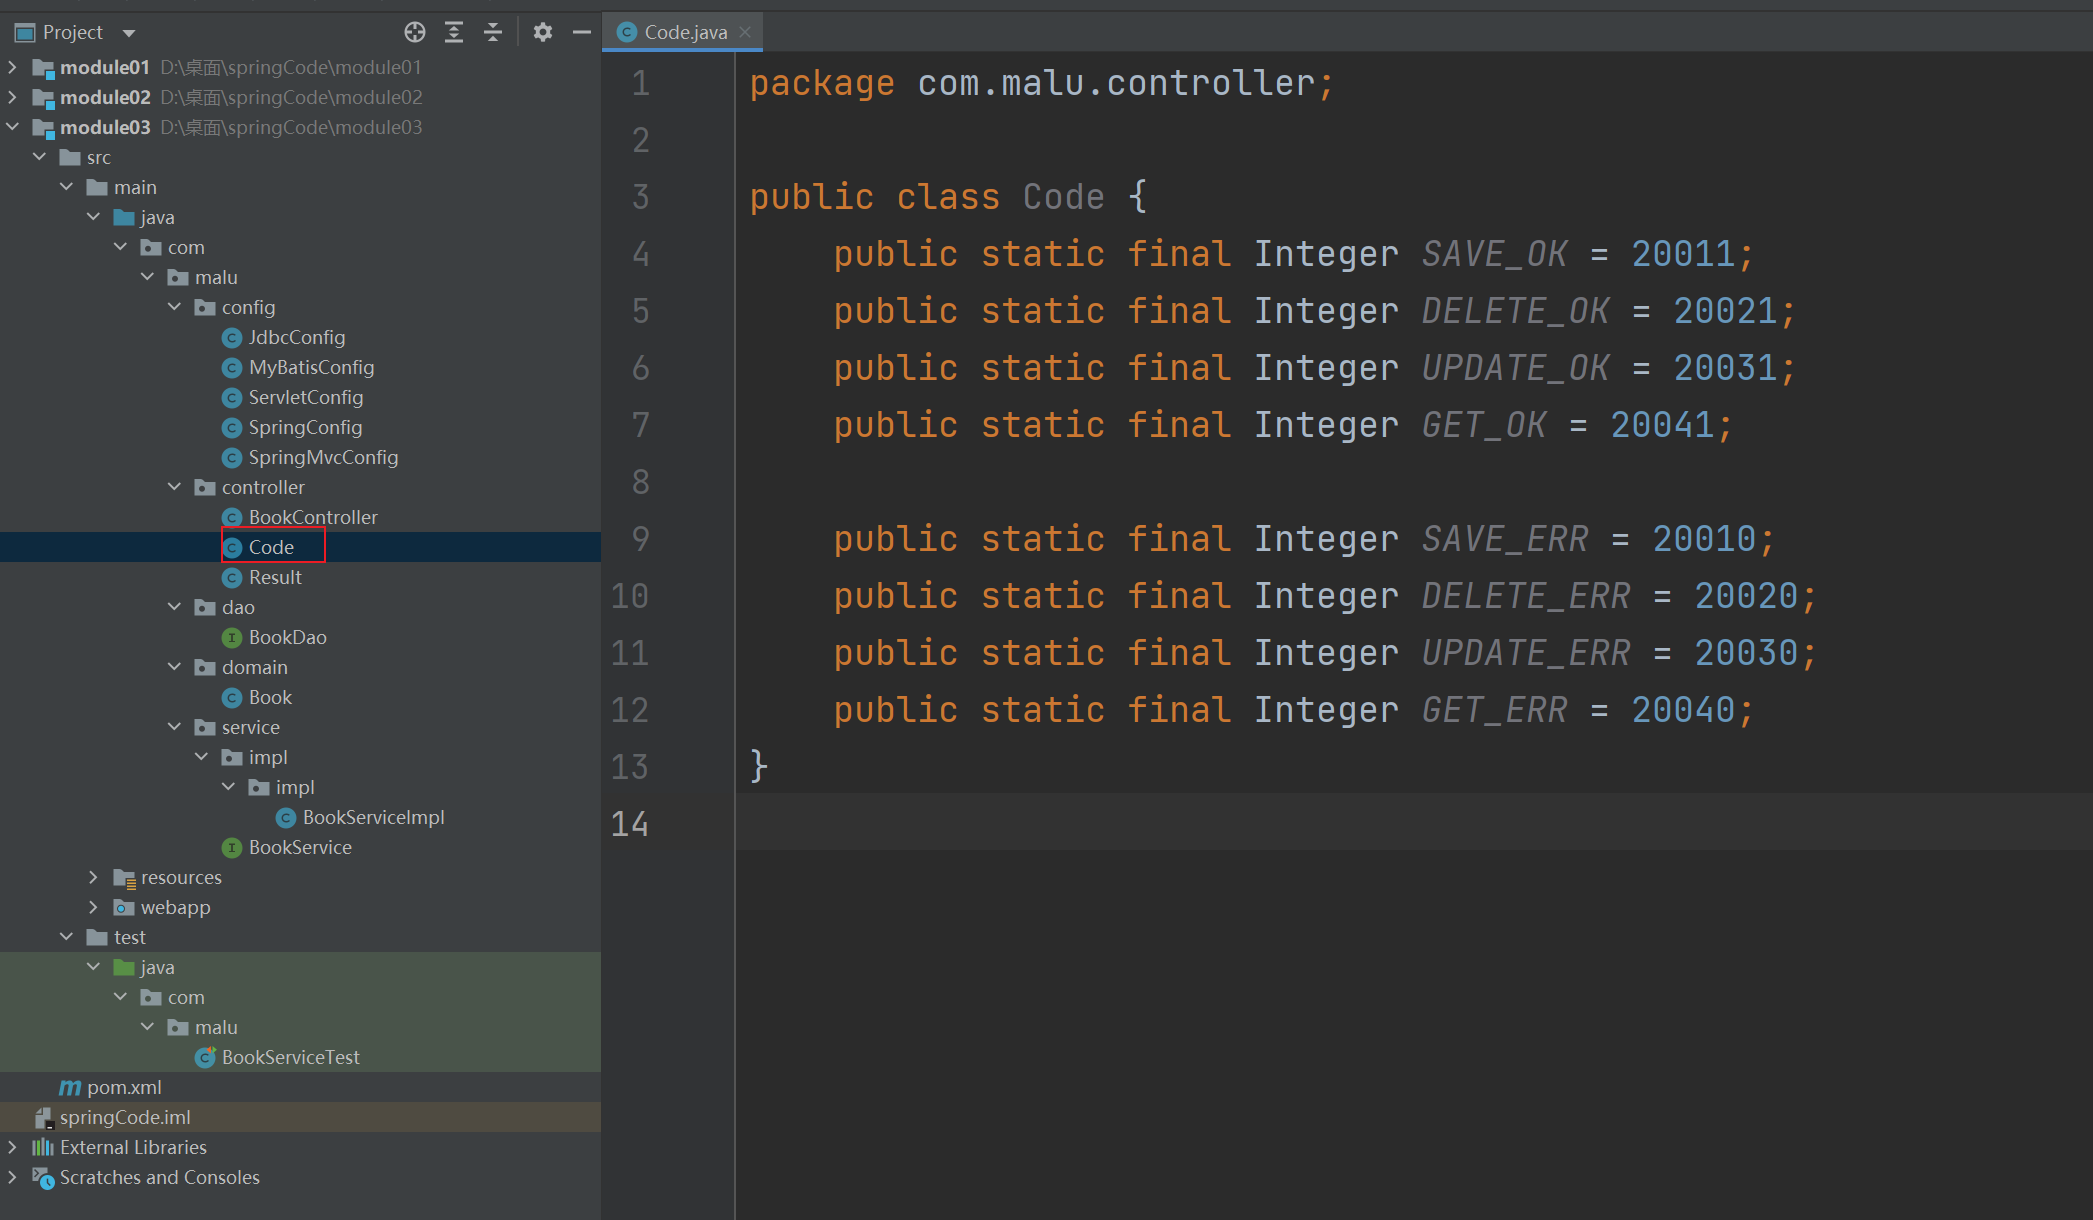 Project
module01 D:\桌面\springCode\module01
module02 D:\桌面\springCode\module02
module03 D:\桌面\springCode\module03
src
main
java
com
malu
config
JdbcConfig
MyBatisConfig
ServletConfig
SpringConfig
SpringMvcConfig
controller
BookController
Code
Result
dao
BookDao
domain
Book
service
impl
impl
BookServiceImpl
BookService
resources
webapp
test
java
com
malu
BookServiceTest
pom.xml
springCode.iml
External Libraries
Scratches and Consoles
Code.java
1 package com.malu.controller;
2
3 public class Code {
4     public static final Integer SAVE_OK = 20011;
5     public static final Integer DELETE_OK = 20021;
6     public static final Integer UPDATE_OK = 20031;
7     public static final Integer GET_OK = 20041;
8
9     public static final Integer SAVE_ERR = 20010;
10     public static final Integer DELETE_ERR = 20020;
11     public static final Integer UPDATE_ERR = 20030;
12     public static final Integer GET_ERR = 20040;
13 }
14